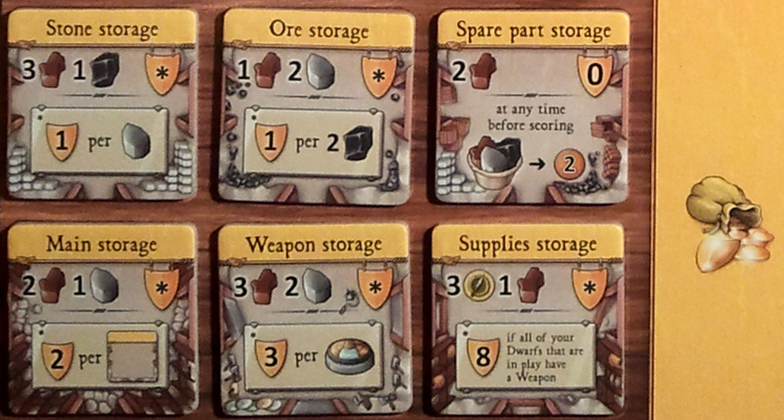 Stone storage
3 1 *
1 per
Ore storage
1 2 *
1 per 2
Spare part storage
2 0
at any time
before scoring
2
Main storage
2 1 *
2 per
Weapon storage
3 2 *
3 per
Supplies storage
3 1 *
8
if all of your
Dwarfs that are
in play have
a Weapon